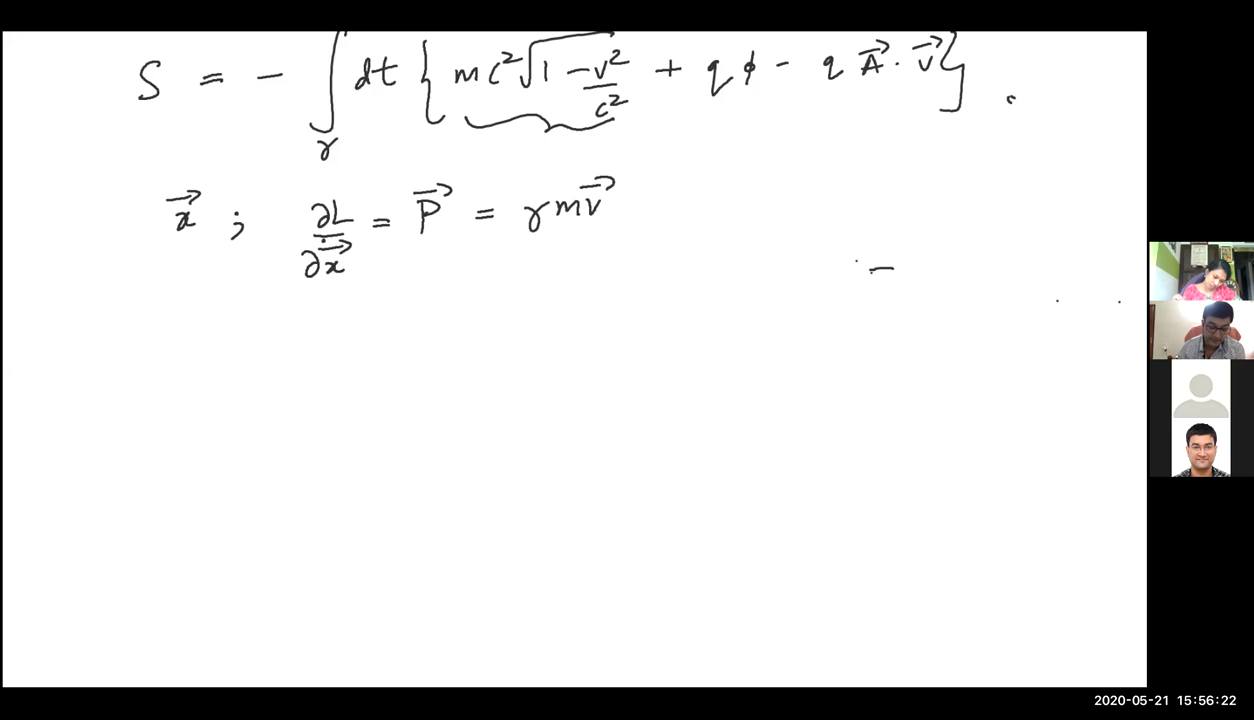 S = - ∫_γ dt { mc² √(1 - v²/c²) + qϕ - q A⃗ · v⃗ } .
x⃗ ; ∂L/∂ẋ⃗ = P⃗ = γmv⃗
-
2020-05-21 15:56:22